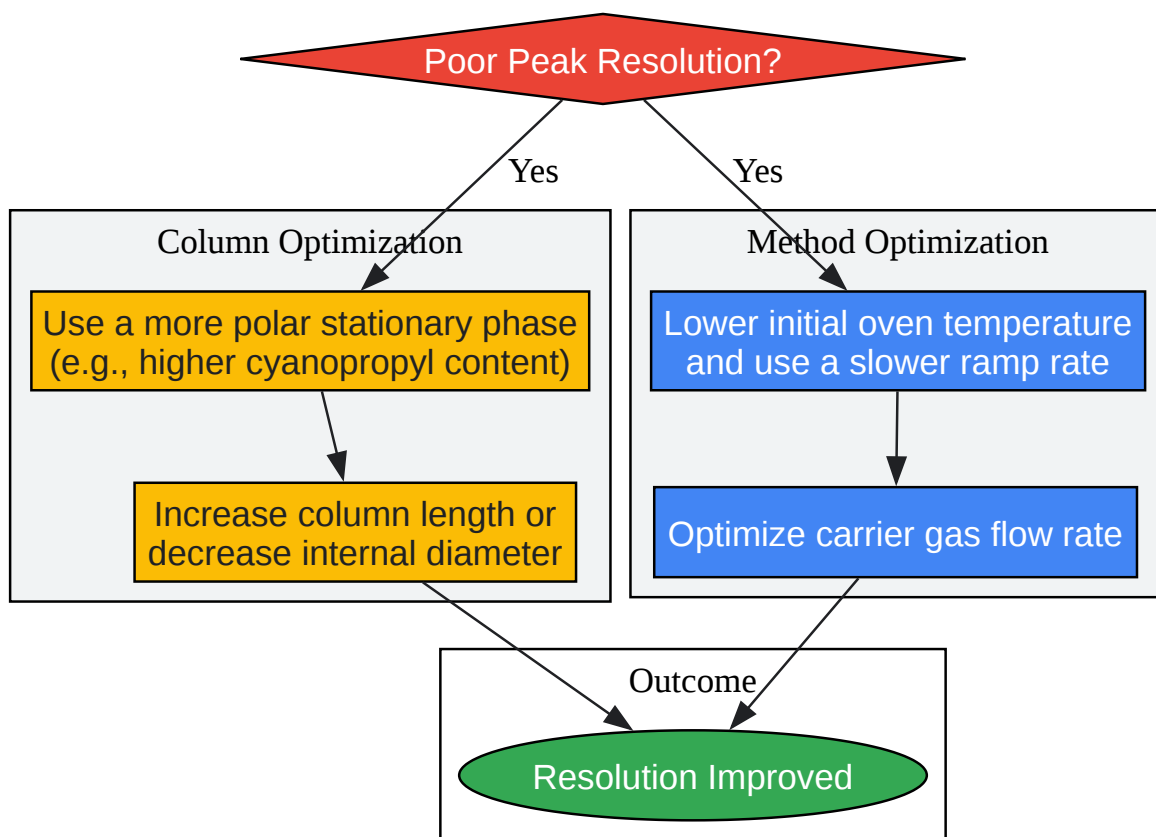 Poor Peak Resolution?
Yes
Yes
Column Optimization
Use a more polar stationary phase
(e.g., higher cyanopropyl content)
Increase column length or
decrease internal diameter
Method Optimization
Lower initial oven temperature
and use a slower ramp rate
Optimize carrier gas flow rate
Outcome
Resolution Improved